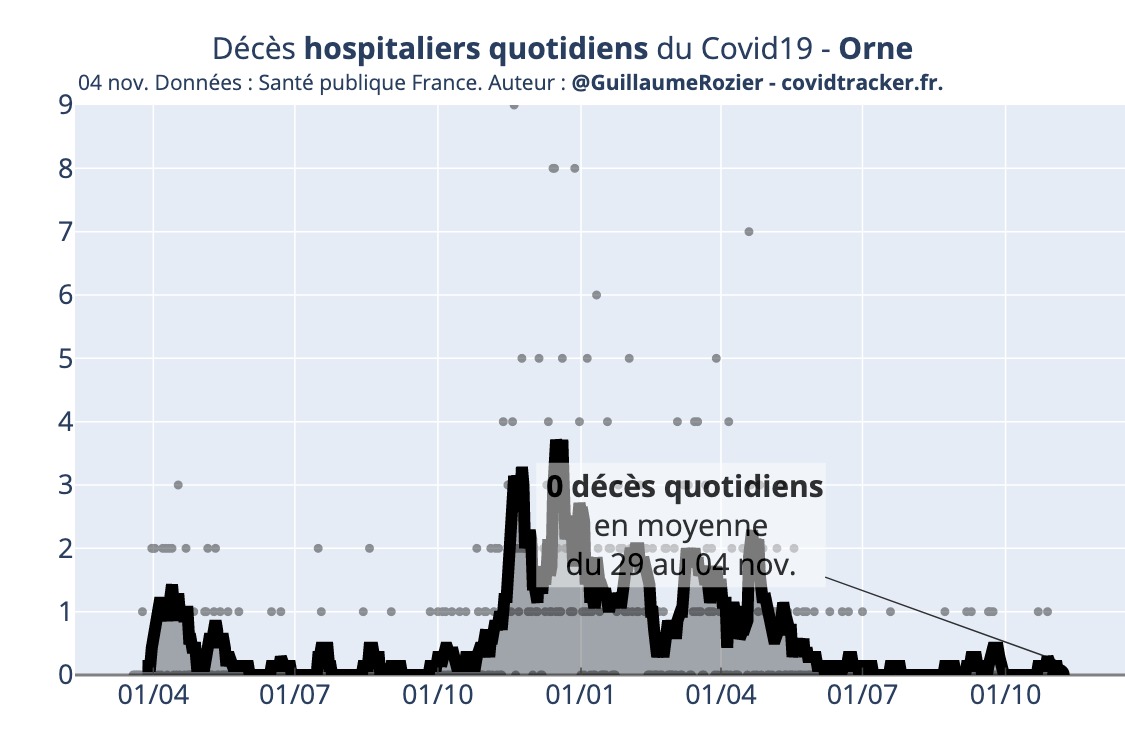 Décès hospitaliers quotidiens du Covid19 - Orne
04 nov. Données : Santé publique France. Auteur : @GuillaumeRozier - covidtracker.fr.
9
8
7
6
5
4
3
2
1
0
0 décès quotidiens
en moyenne
du 29 au 04 nov.
01/04 01/07 01/10 01/01 01/04 01/07 01/10